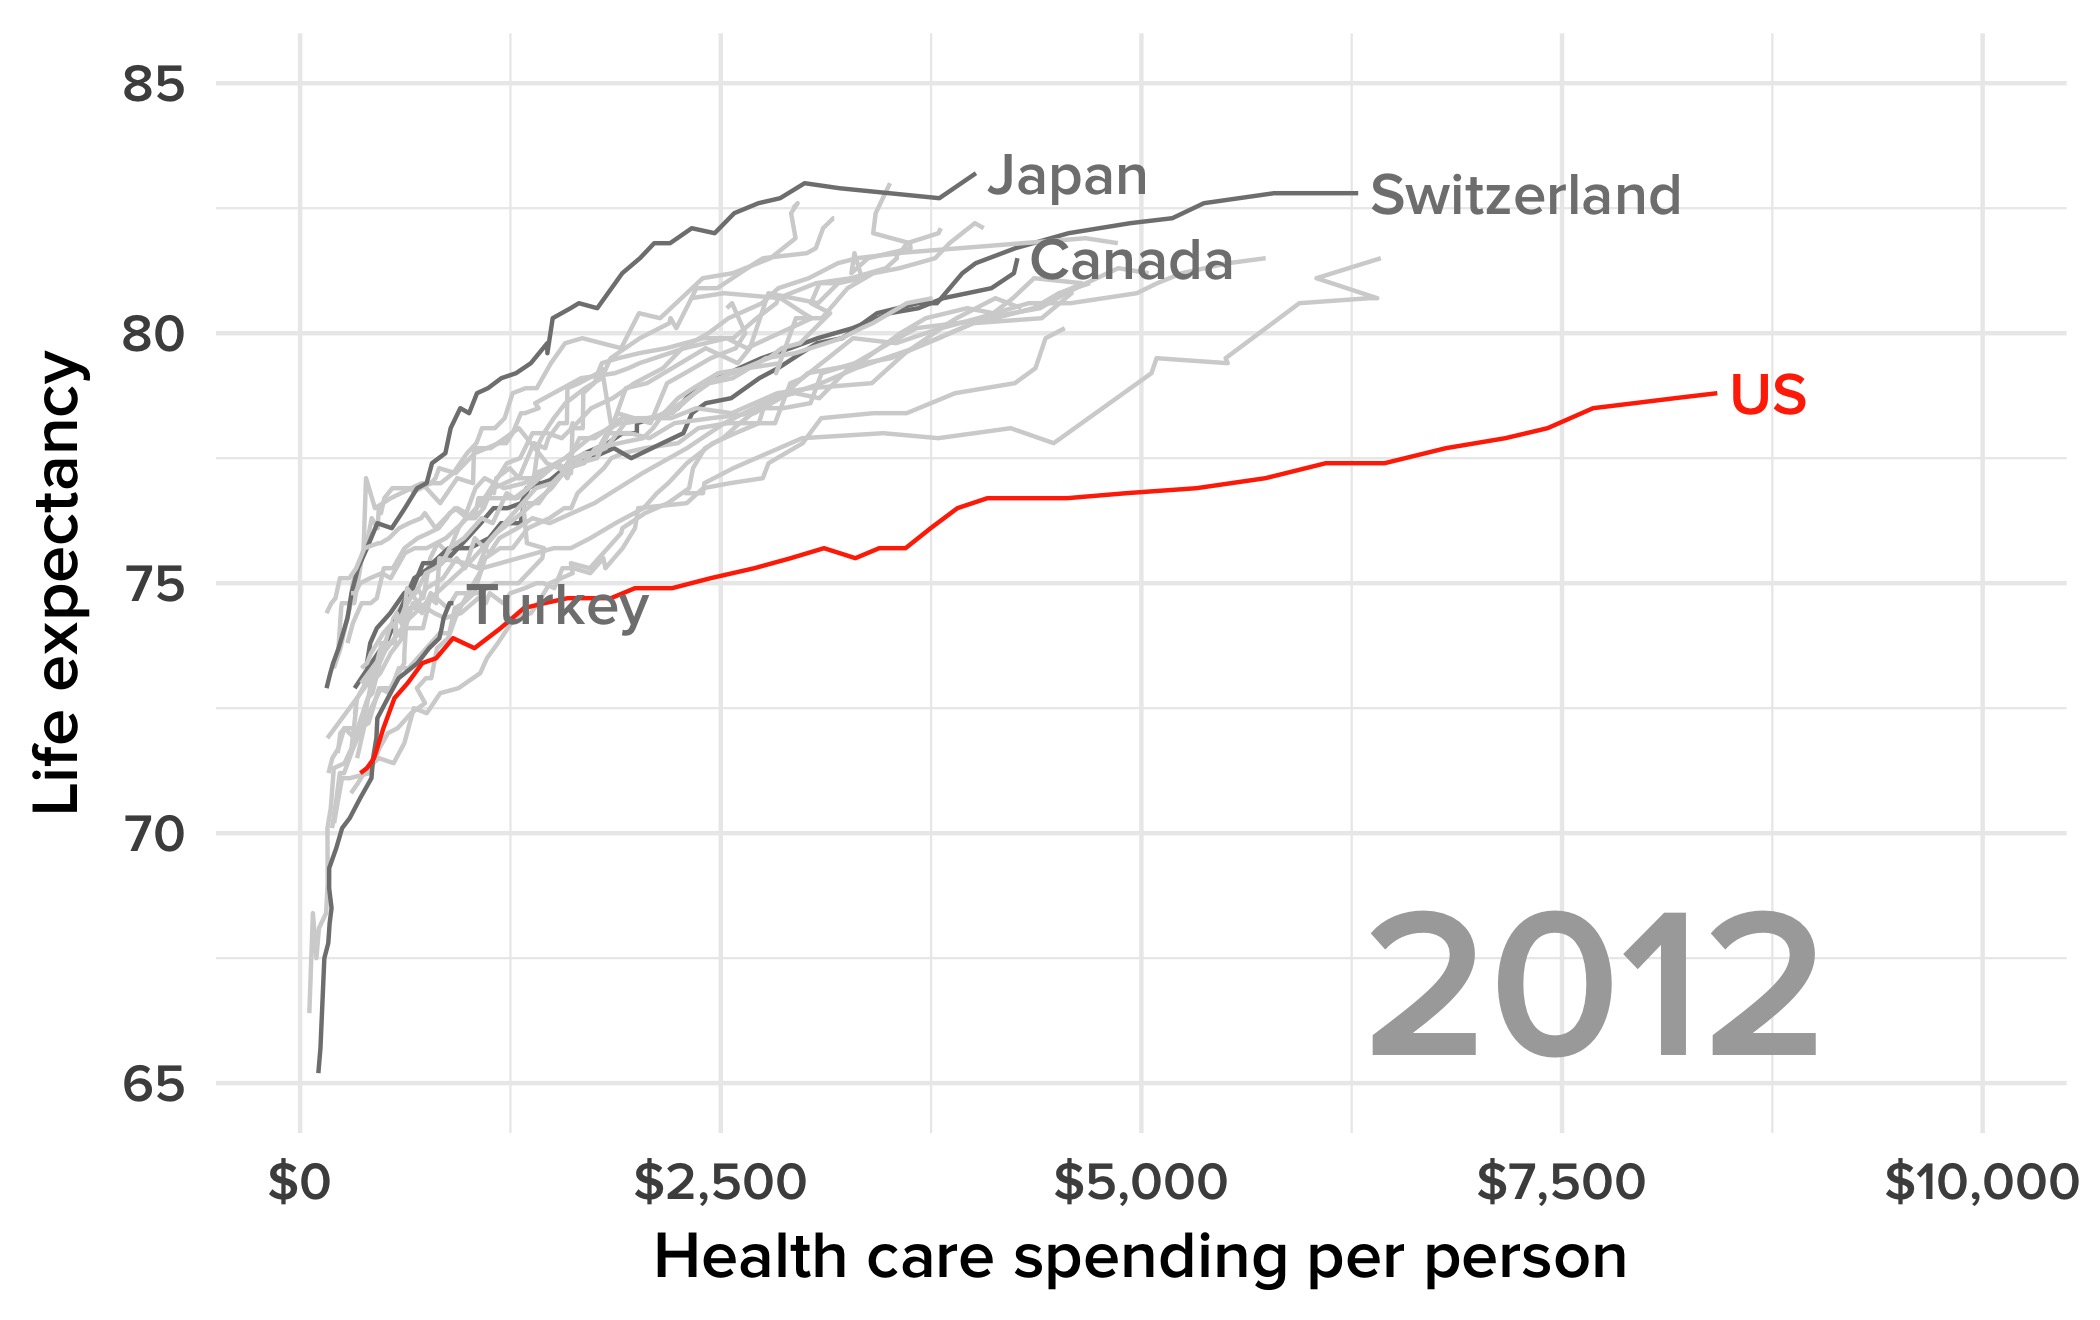 85
Japan
Switzerland
Canada
80
US
75
Turkey
70
65
2012
$0
$2,500
$5,000
$7,500
$10,000
Health care spending per person
Life expectancy